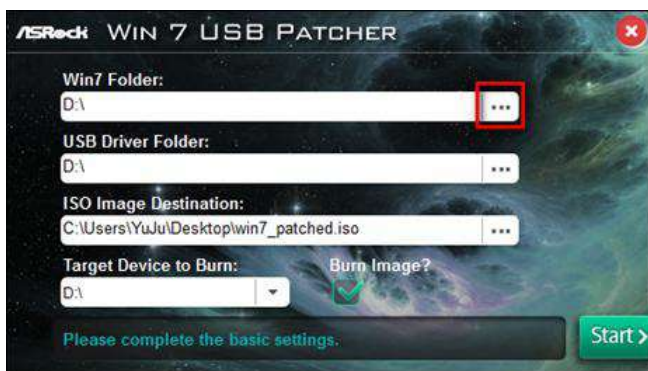 ASRock WIN 7 USB PATCHER
Win7 Folder:
D:\
...
USB Driver Folder:
D:\
...
ISO Image Destination:
C:\Users\YuJu\Desktop\win7_patched.iso
...
Target Device to Burn: Burn Image?
D:\
Please complete the basic settings.
Start >